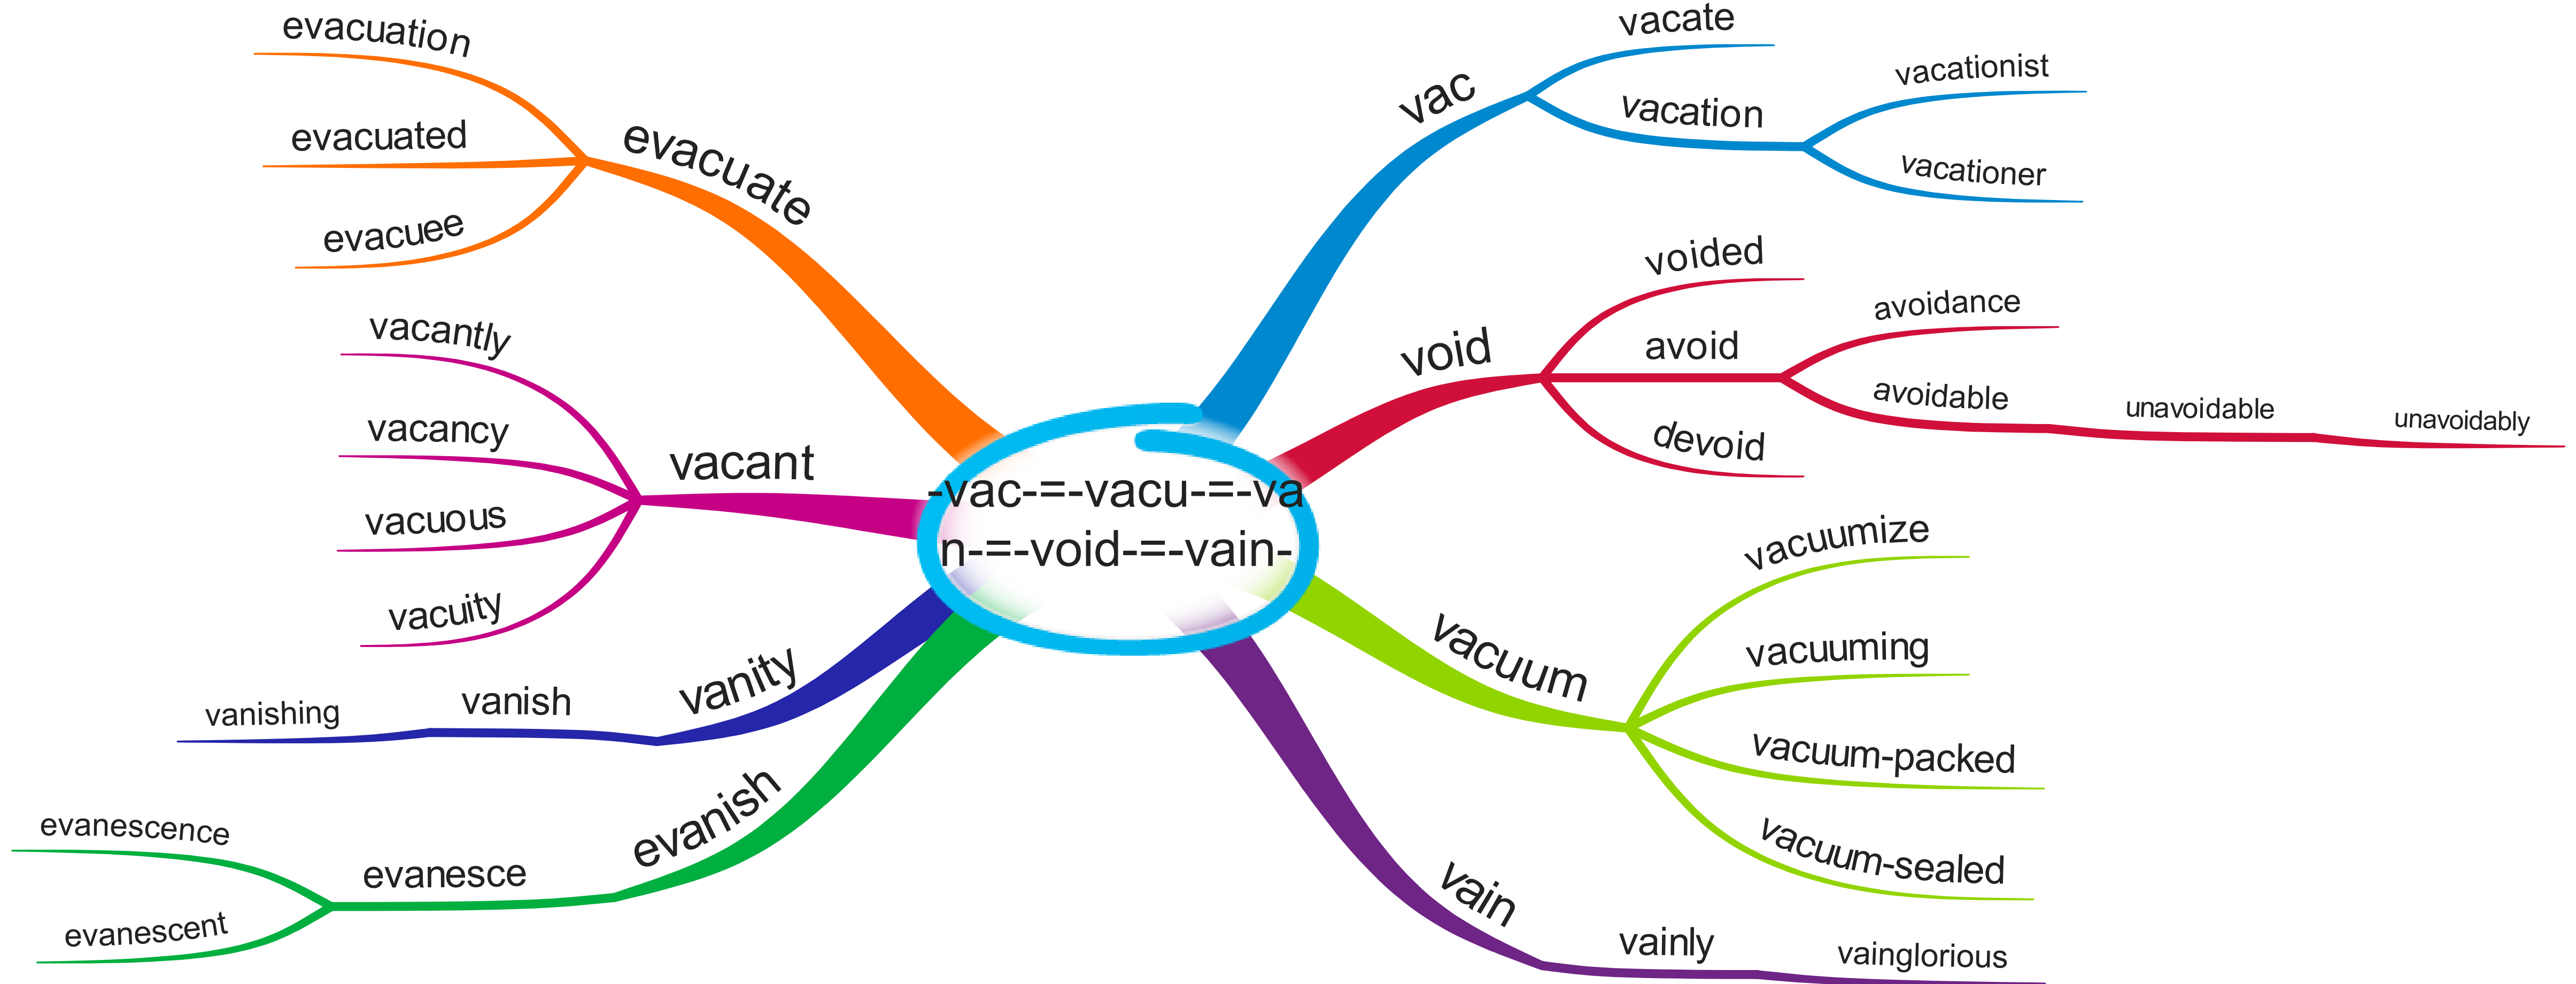 -vac-=-vacu-=-va
n-=-void-=-vain-
vac
vacate
vacation
vacationist
vacationer
void
voided
avoid
avoidance
avoidable
unavoidable
unavoidably
devoid
vacuum
vacuumize
vacuuming
vacuum-packed
vacuum-sealed
vain
vainly
vainglorious
evacuate
evacuation
evacuated
evacuee
vacant
vacantly
vacancy
vacuous
vacuity
vanity
vanish
vanishing
evanish
evanesce
evanescence
evanescent